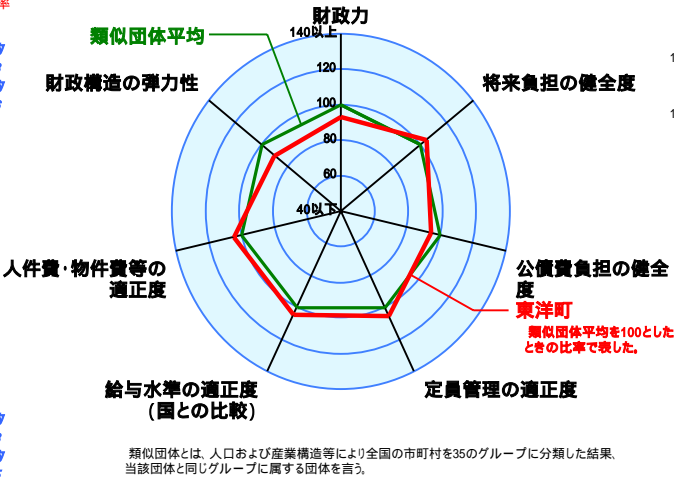 率
財政力
140以上
類似団体平均
120
財政構造の弾力性
将来負担の健全度
100
80
60
40以下
人件費･物件費等の
適正度
公債費負担の健全
度
東洋町
類似団体平均を100とした
ときの比率で表した。
給与水準の適正度
(国との比較)
定員管理の適正度
類似団体とは、人口および産業構造等により全国の市町村を35のグループに分類した結果、
当該団体と同じグループに属する団体を言う。